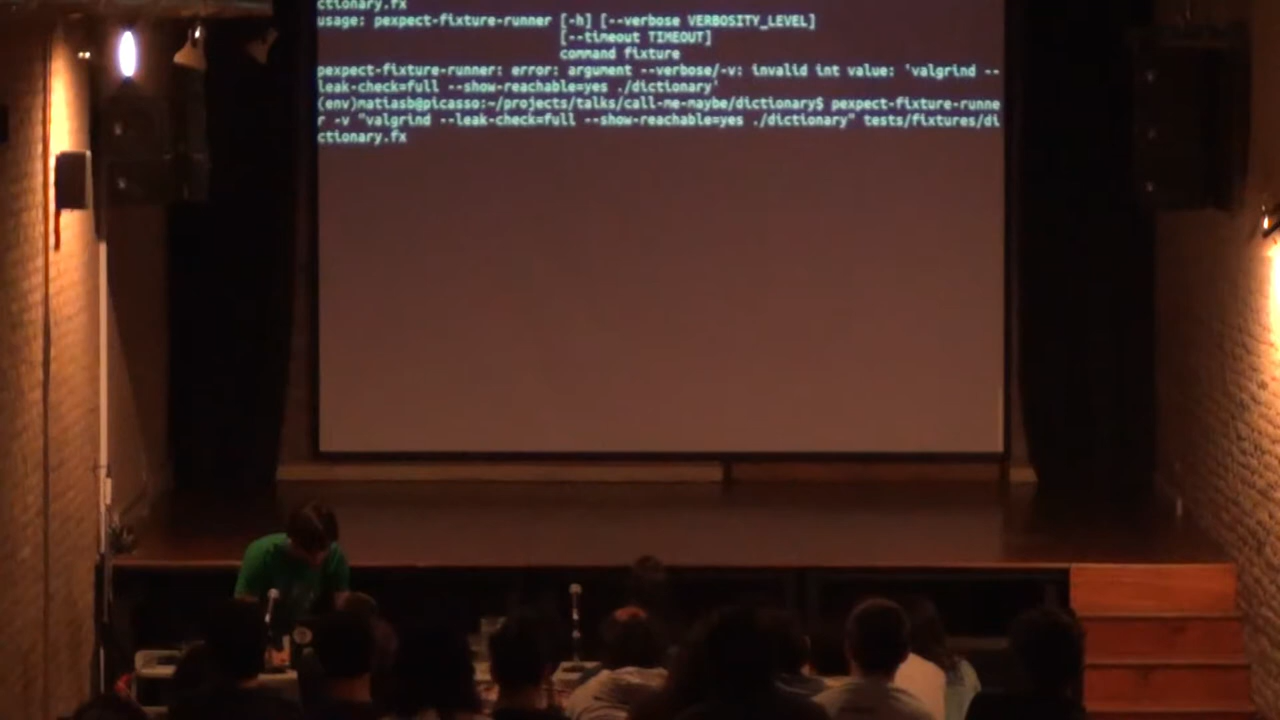 ctionary.fx
usage: pexpect-fixture-runner [-h] [--verbose VERBOSITY_LEVEL]
[--timeout TIMEOUT]
command fixture
pexpect-fixture-runner: error: argument --verbose/-v: invalid int value: 'valgrind --
leak-check=full --show-reachable=yes ./dictionary'
(env)matiasb@picasso:~/projects/talks/call-me-maybe/dictionary$ pexpect-fixture-runne
r -v "valgrind --leak-check=full --show-reachable=yes ./dictionary" tests/fixtures/di
ctionary.fx